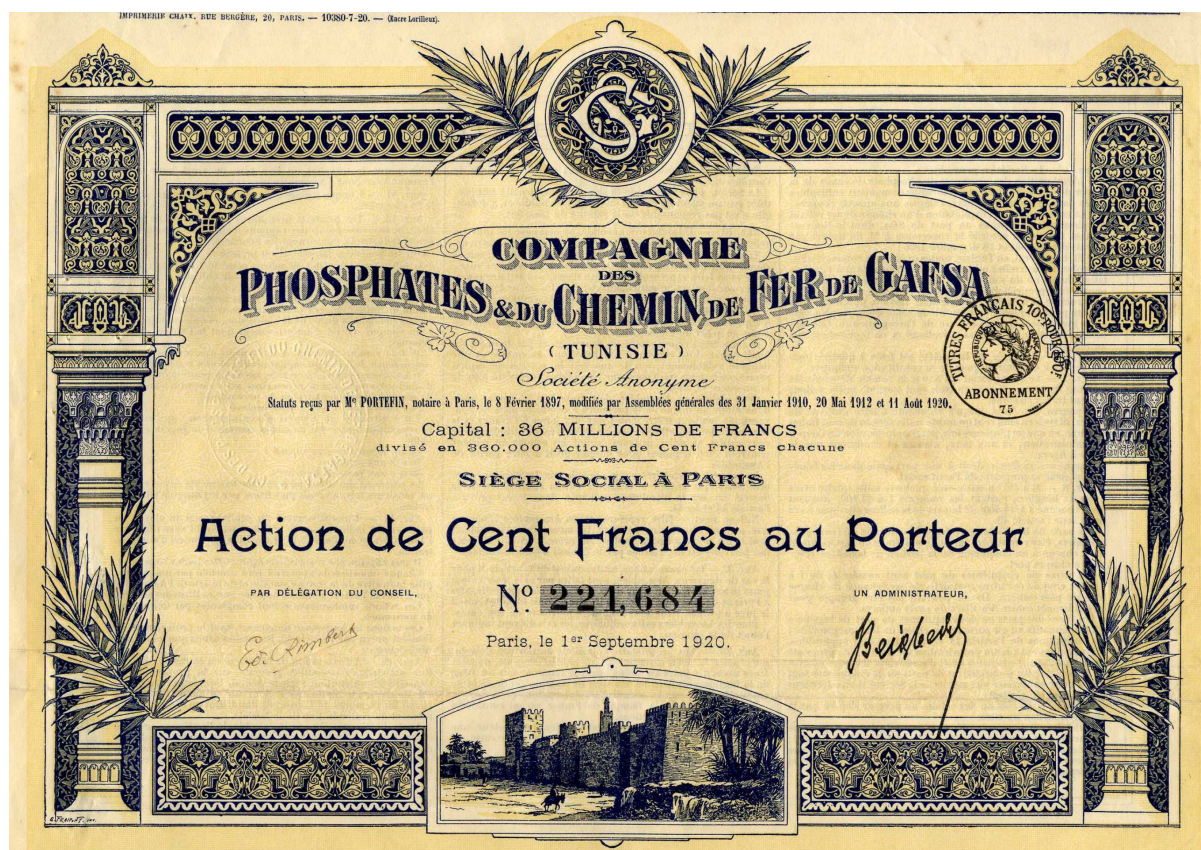 IMPRIMERIE CHAIX, RUE BERGÈRE, 20, PARIS. — 10380-7-20. — (Encre Lorilleux).
COMPAGNIE
DES
PHOSPHATES & DU CHEMIN DE FER DE GAFSA
(TUNISIE)
Société Anonyme
Statuts reçus par Me PORTEFIN, notaire à Paris, le 8 Février 1897, modifiés par Assemblées générales des 31 Janvier 1910, 20 Mai 1912 et 11 Août 1920.
Capital : 36 MILLIONS DE FRANCS
divisé en 360.000 Actions de Cent Francs chacune
SIÈGE SOCIAL À PARIS
Action de Cent Francs au Porteur
PAR DÉLÉGATION DU CONSEIL,
No 221,684
UN ADMINISTRATEUR,
Paris, le 1er Septembre 1920.
TITRES FRANÇAIS
ABONNEMENT
75